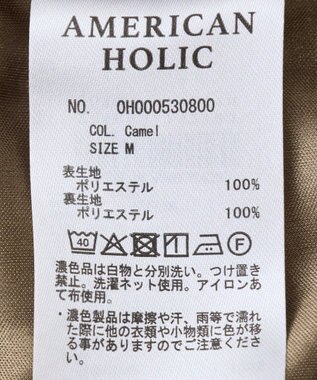 AMERICAN
HOLIC
NO. 0H000530800
COL. Camel
SIZE M
表生地
ポリエステル 100%
裏生地
ポリエステル 100%
40 F
濃色品は白物と分別洗い。つけ置き
禁止。洗濯ネット使用。アイロンあ
て布使用。
・濃色製品は摩擦や汗、雨等で濡れ
た際に他の衣類や小物類に色が移
る事がありますのでご注意下さい